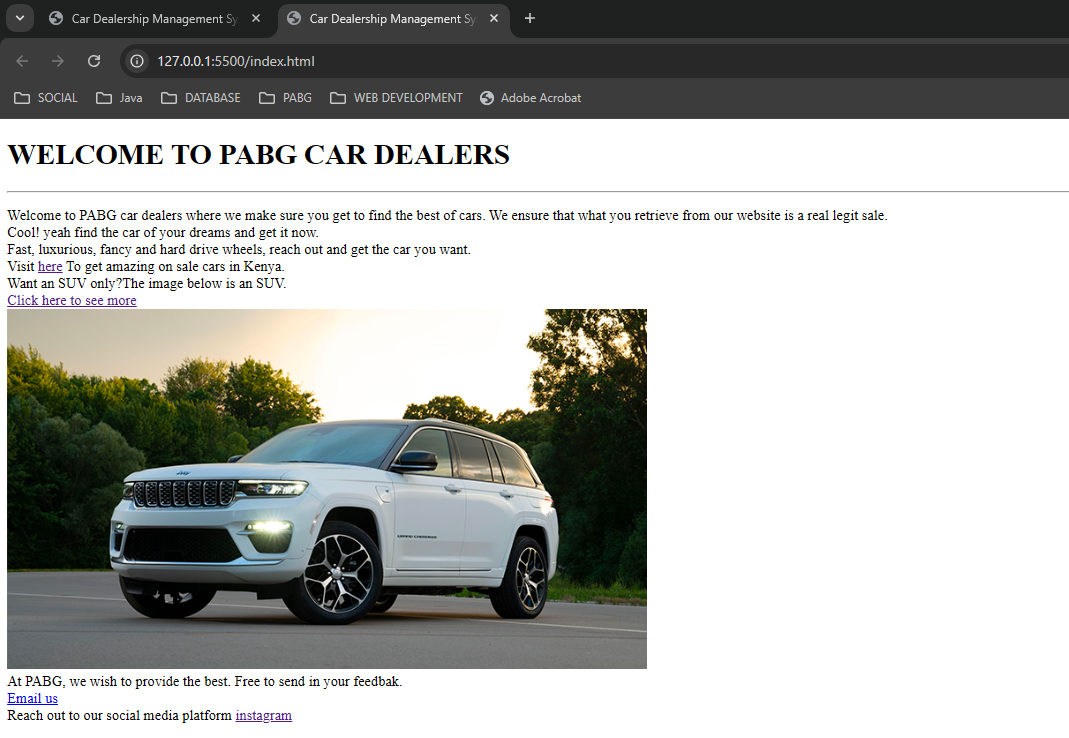 Car Dealership Management Sy
Car Dealership Management Sy
127.0.0.1:5500/index.html
SOCIAL
Java
DATABASE
PABG
WEB DEVELOPMENT
Adobe Acrobat
WELCOME TO PABG CAR DEALERS
Welcome to PABG car dealers where we make sure you get to find the best of cars. We ensure that what you retrieve from our website is a real legit sale.
Cool! yeah find the car of your dreams and get it now.
Fast, luxurious, fancy and hard drive wheels, reach out and get the car you want.
Visit here To get amazing on sale cars in Kenya.
Want an SUV only?The image below is an SUV.
Click here to see more
Jeep
GRAND CHEROKEE
At PABG, we wish to provide the best. Free to send in your feedbak.
Email us
Reach out to our social media platform instagram